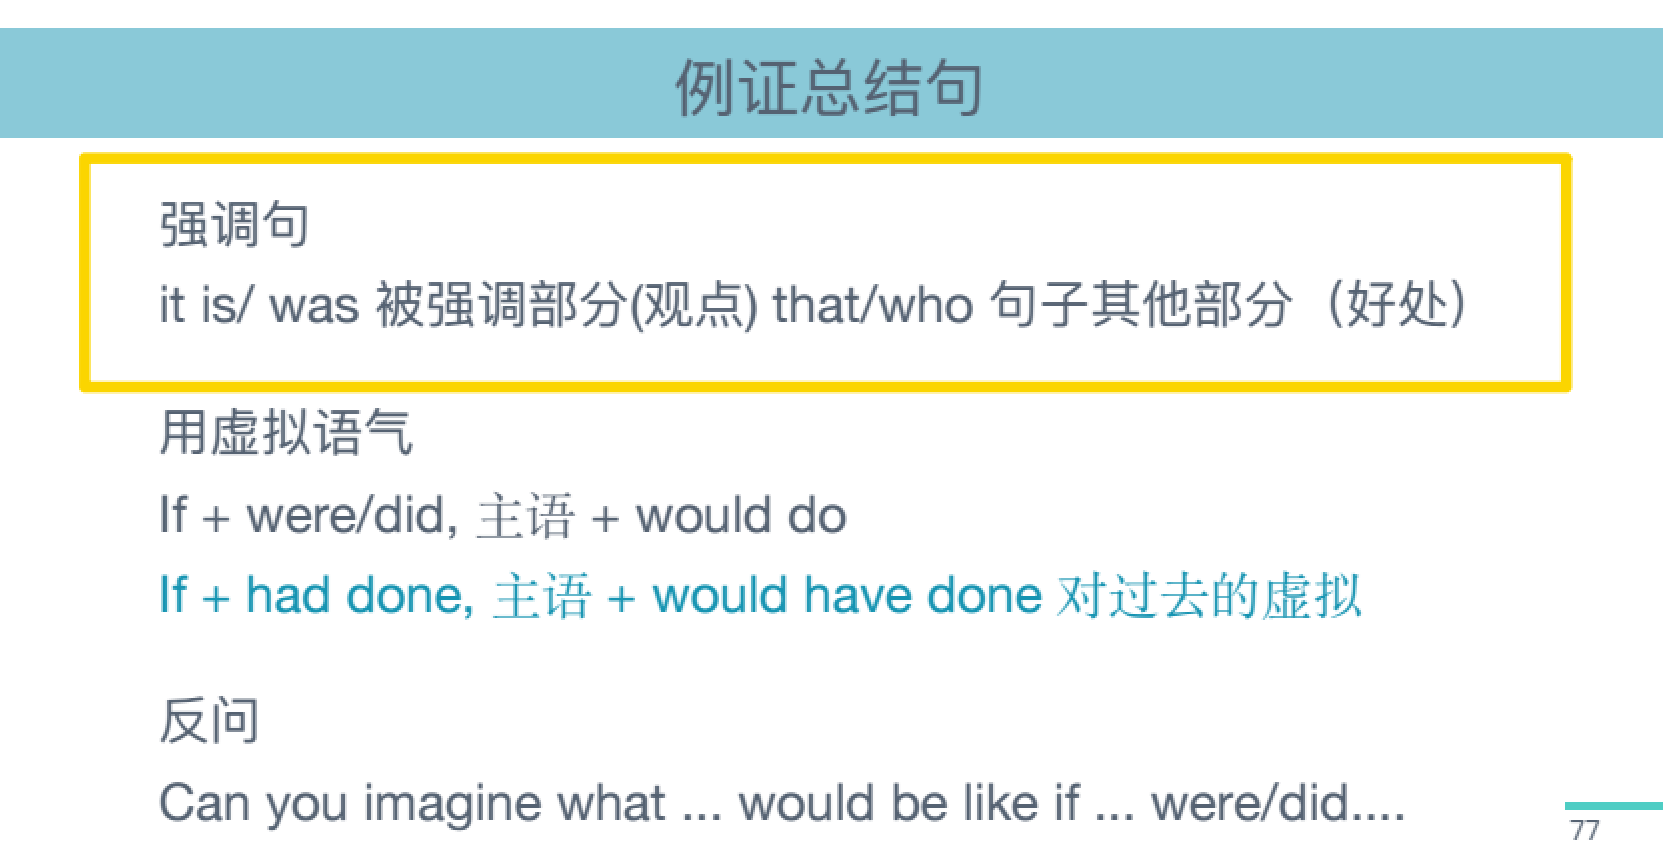 例证总结句
强调句
it is/ was 被强调部分(观点) that/who 句子其他部分（好处）
用虚拟语气
If + were/did, 主语 + would do
If + had done, 主语 + would have done 对过去的虚拟
反问
Can you imagine what ... would be like if ... were/did....
77